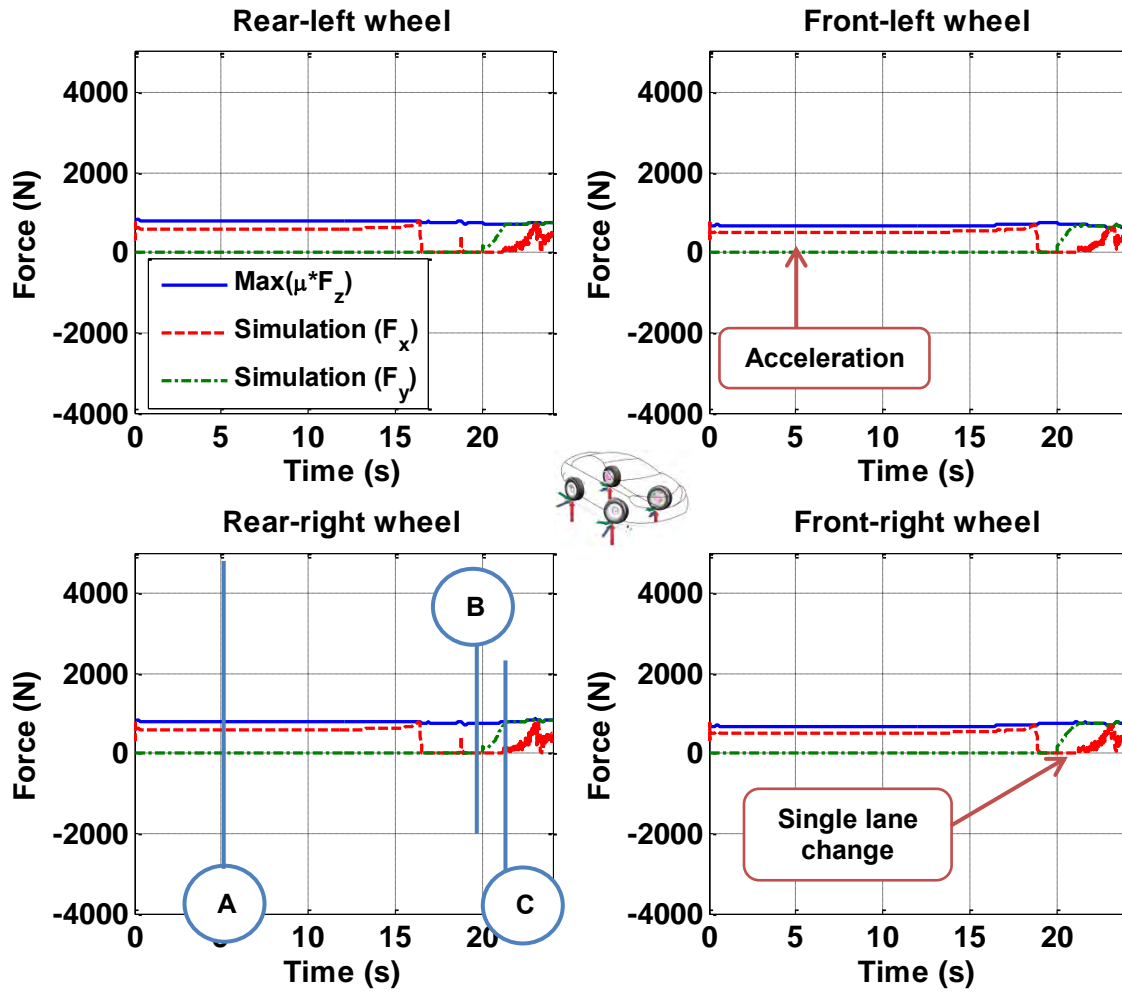 Rear-left wheel
4000
2000
0
-2000
-4000
Force (N)
Max(μ*F_z)
Simulation (F_x)
Simulation (F_y)
0 5 10 15 20
Time (s)
Front-left wheel
4000
2000
0
-2000
-4000
Force (N)
Acceleration
0 5 10 15 20
Time (s)
Rear-right wheel
4000
2000
0
-2000
-4000
Force (N)
B
A
C
0 5 10 15 20
Time (s)
Front-right wheel
4000
2000
0
-2000
-4000
Force (N)
Single lane
change
0 5 10 15 20
Time (s)